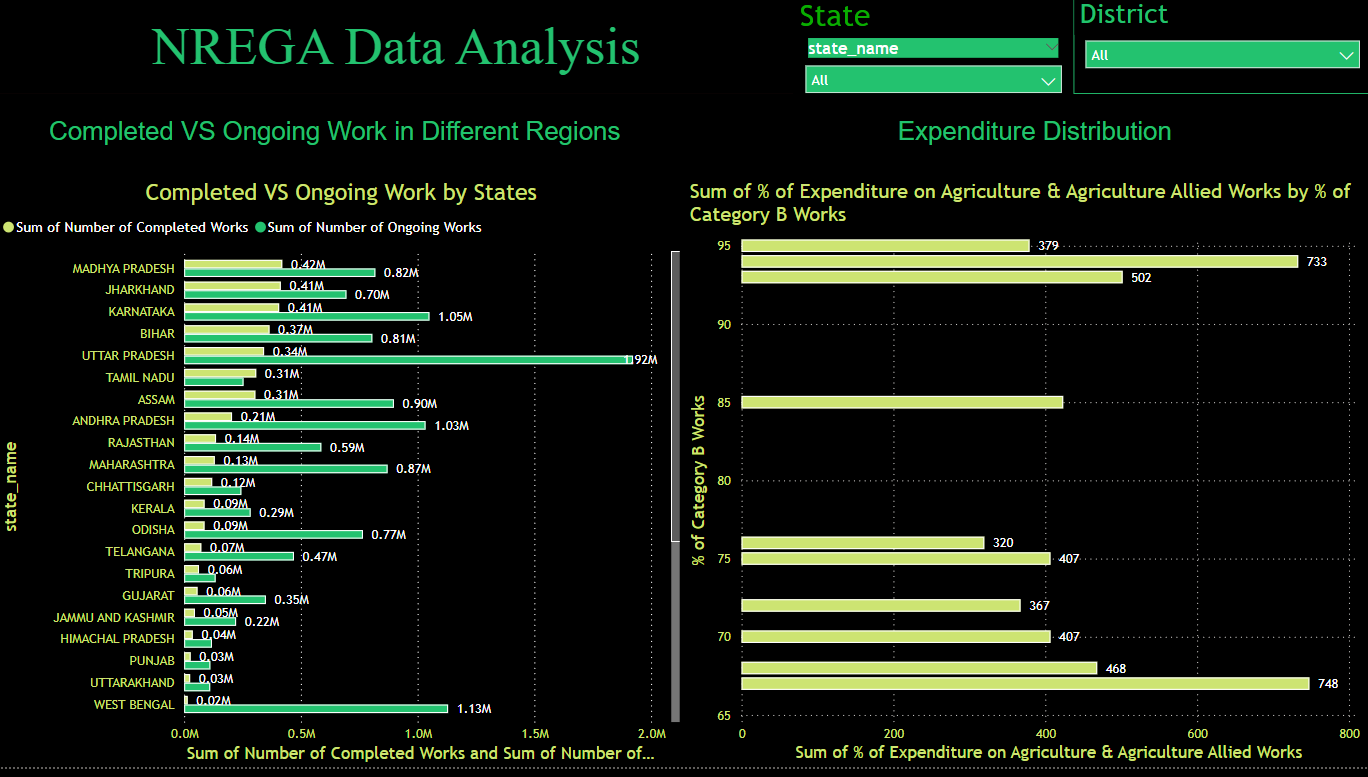 NREGA Data Analysis
State
state_name
All
District
All
Completed VS Ongoing Work in Different Regions
Expenditure Distribution
Completed VS Ongoing Work by States
Sum of Number of Completed Works Sum of Number of Ongoing Works
state_name
MADHYA PRADESH 0.42M 0.82M
JHARKHAND 0.41M 0.70M
KARNATAKA 0.41M 1.05M
BIHAR 0.37M 0.81M
UTTAR PRADESH 0.34M 1.92M
TAMIL NADU 0.31M
ASSAM 0.31M 0.90M
ANDHRA PRADESH 0.21M 1.03M
RAJASTHAN 0.14M 0.59M
MAHARASHTRA 0.13M 0.87M
CHHATTISGARH 0.12M
KERALA 0.09M 0.29M
ODISHA 0.09M 0.77M
TELANGANA 0.07M 0.47M
TRIPURA 0.06M
GUJARAT 0.06M 0.35M
JAMMU AND KASHMIR 0.05M 0.22M
HIMACHAL PRADESH 0.04M
PUNJAB 0.03M
UTTARAKHAND 0.03M
WEST BENGAL 0.02M 1.13M
0.0M 0.5M 1.0M 1.5M 2.0M
Sum of Number of Completed Works and Sum of Number of...
Sum of % of Expenditure on Agriculture & Agriculture Allied Works by % of
Category B Works
% of Category B Works
95 379
733
502
90
85
80
320
75 407
367
70 407
468
748
65
0 200 400 600 800
Sum of % of Expenditure on Agriculture & Agriculture Allied Works